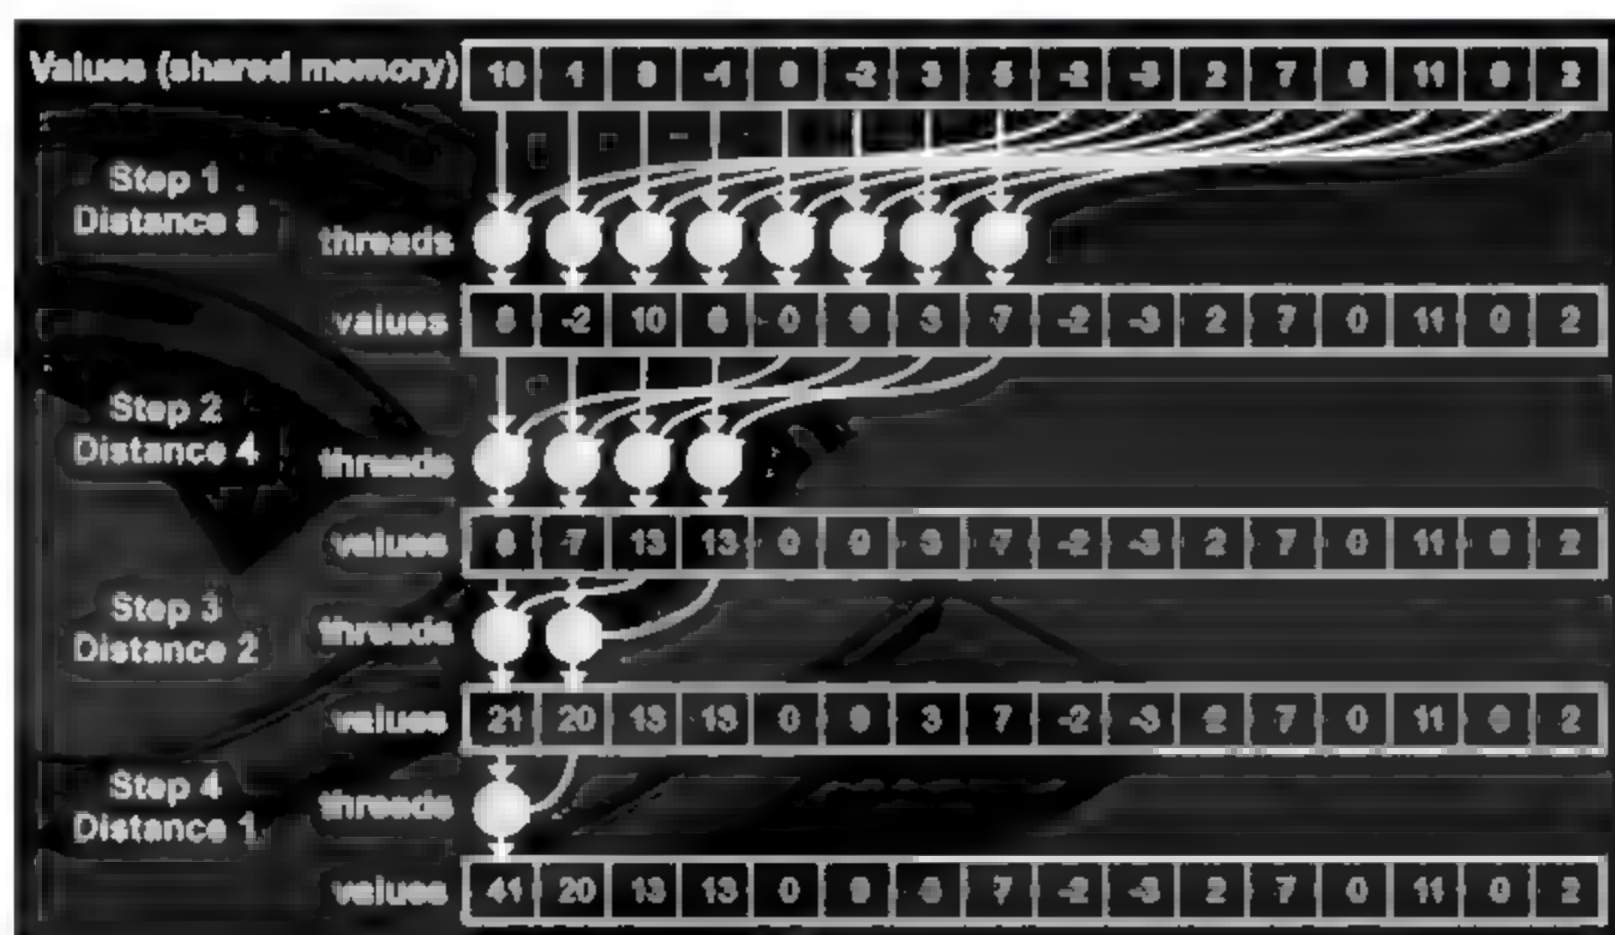 Values (shared memory) 10 1 8 -1 0 -2 3 5 -2 -3 2 7 0 11 0 2
Step 1
Distance 8
threads
values 8 -2 10 6 0 9 3 7 -2 -3 2 7 0 11 0 2
Step 2
Distance 4
threads
values 8 7 13 13 0 9 3 7 -2 -3 2 7 0 11 0 2
Step 3
Distance 2
threads
values 21 20 13 13 0 9 3 7 -2 -3 2 7 0 11 0 2
Step 4
Distance 1
threads
values 41 20 13 13 0 9 3 7 -2 -3 2 7 0 11 0 2